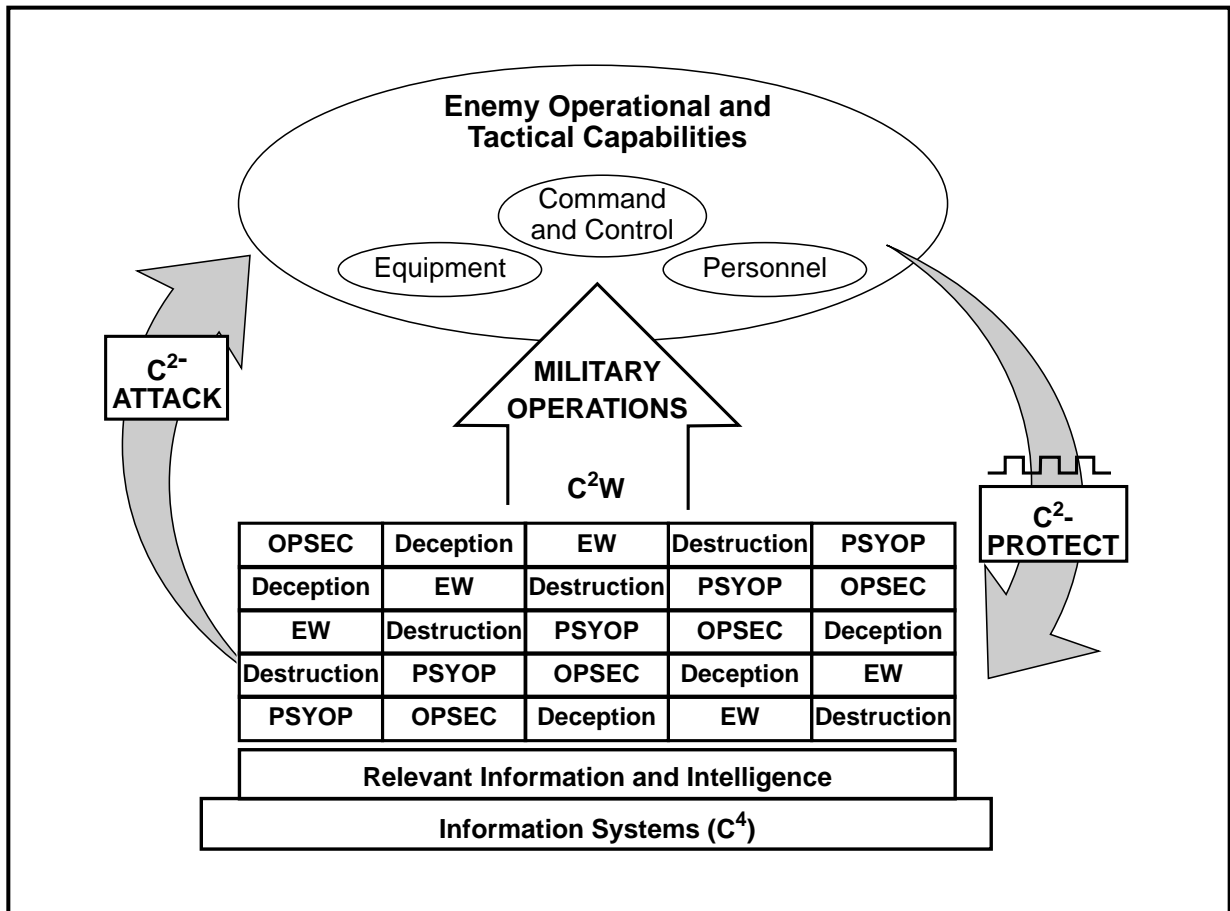 Enemy Operational and
Tactical Capabilities
Command
and Control
Equipment
Personnel
C²-
ATTACK
MILITARY
OPERATIONS
C²W
C²-
PROTECT
OPSEC Deception EW Destruction PSYOP
Deception EW Destruction PSYOP OPSEC
EW Destruction PSYOP OPSEC Deception
Destruction PSYOP OPSEC Deception EW
PSYOP OPSEC Deception EW Destruction
Relevant Information and Intelligence
Information Systems (C⁴)